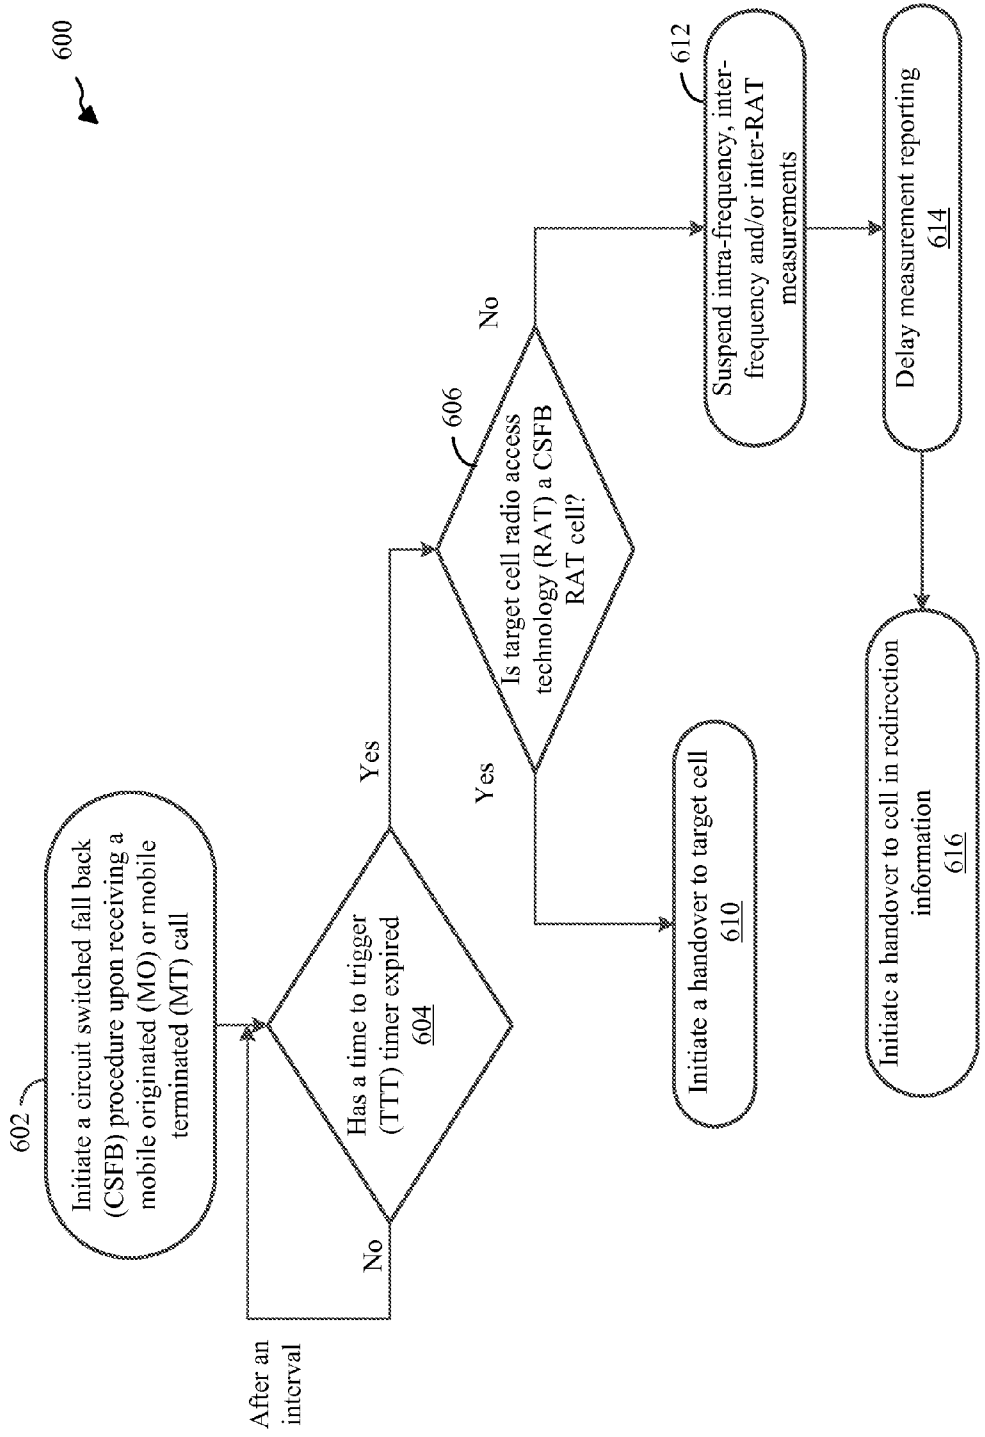 600
602
Initiate a circuit switched fall back
(CSFB) procedure upon receiving a
mobile originated (MO) or mobile
terminated (MT) call
After an
interval
No
Has a time to trigger
(TTT) timer expired
604
Yes
606
Is target cell radio access
technology (RAT) a CSFB
RAT cell?
Yes
No
Initiate a handover to target cell
610
612
Suspend intra-frequency, inter-
frequency and/or inter-RAT
measurements
Delay measurement reporting
614
Initiate a handover to cell in redirection
information
616